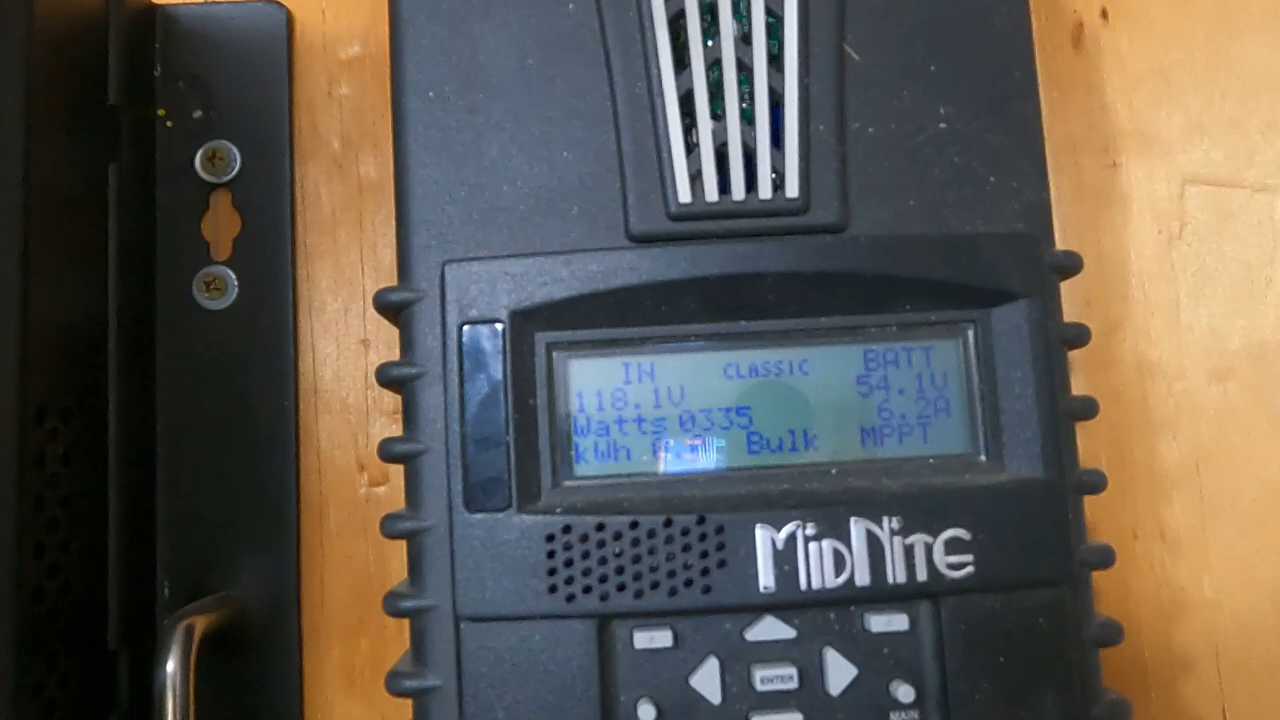 IN CLASSIC BATT
118.1V 54.1V
6.2A
Watts 0335
kWh Bulk MPPT
MIDNITE
ENTER
MAIN